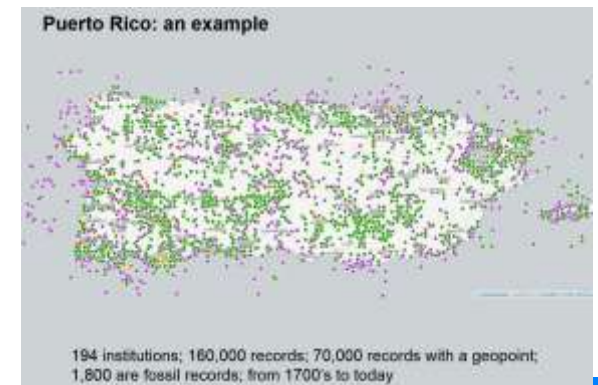 Puerto Rico: an example
194 institutions; 160,000 records; 70,000 records with a geopoint;
1,800 are fossil records; from 1700's to today